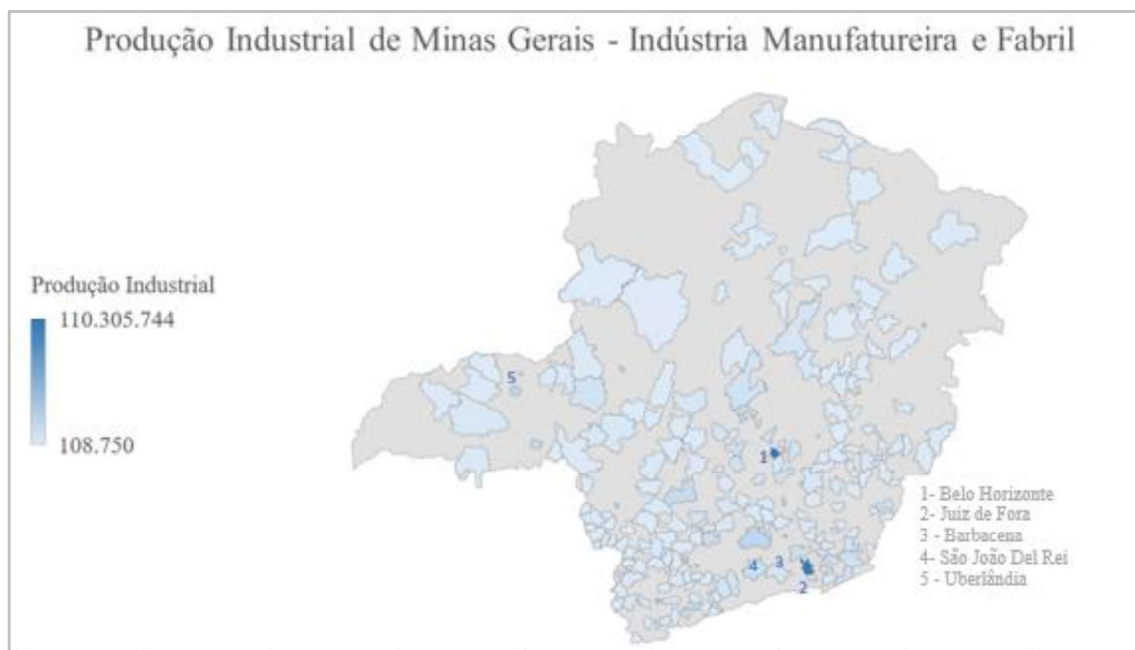 Produção Industrial de Minas Gerais - Indústria Manufatureira e Fabril
Produção Industrial
110.305.744
108.750
5
1
4
3
2
1- Belo Horizonte
2- Juiz de Fora
3 - Barbacena
4- São João Del Rei
5 - Uberlândia